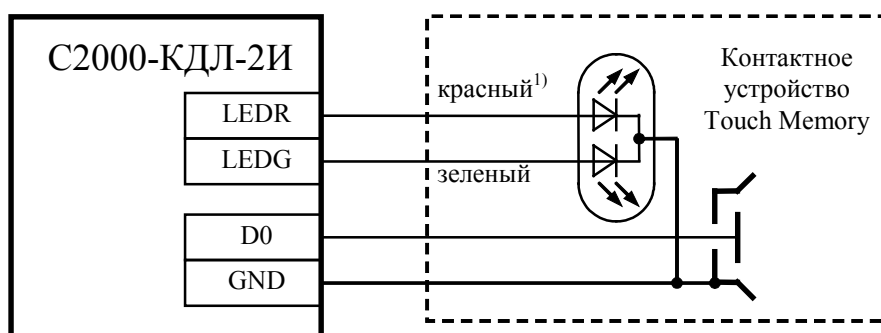 С2000-КДЛ-2И
Контактное
устройство
Touch Memory
красный¹⁾
LEDR
LEDG
зеленый
D0
GND